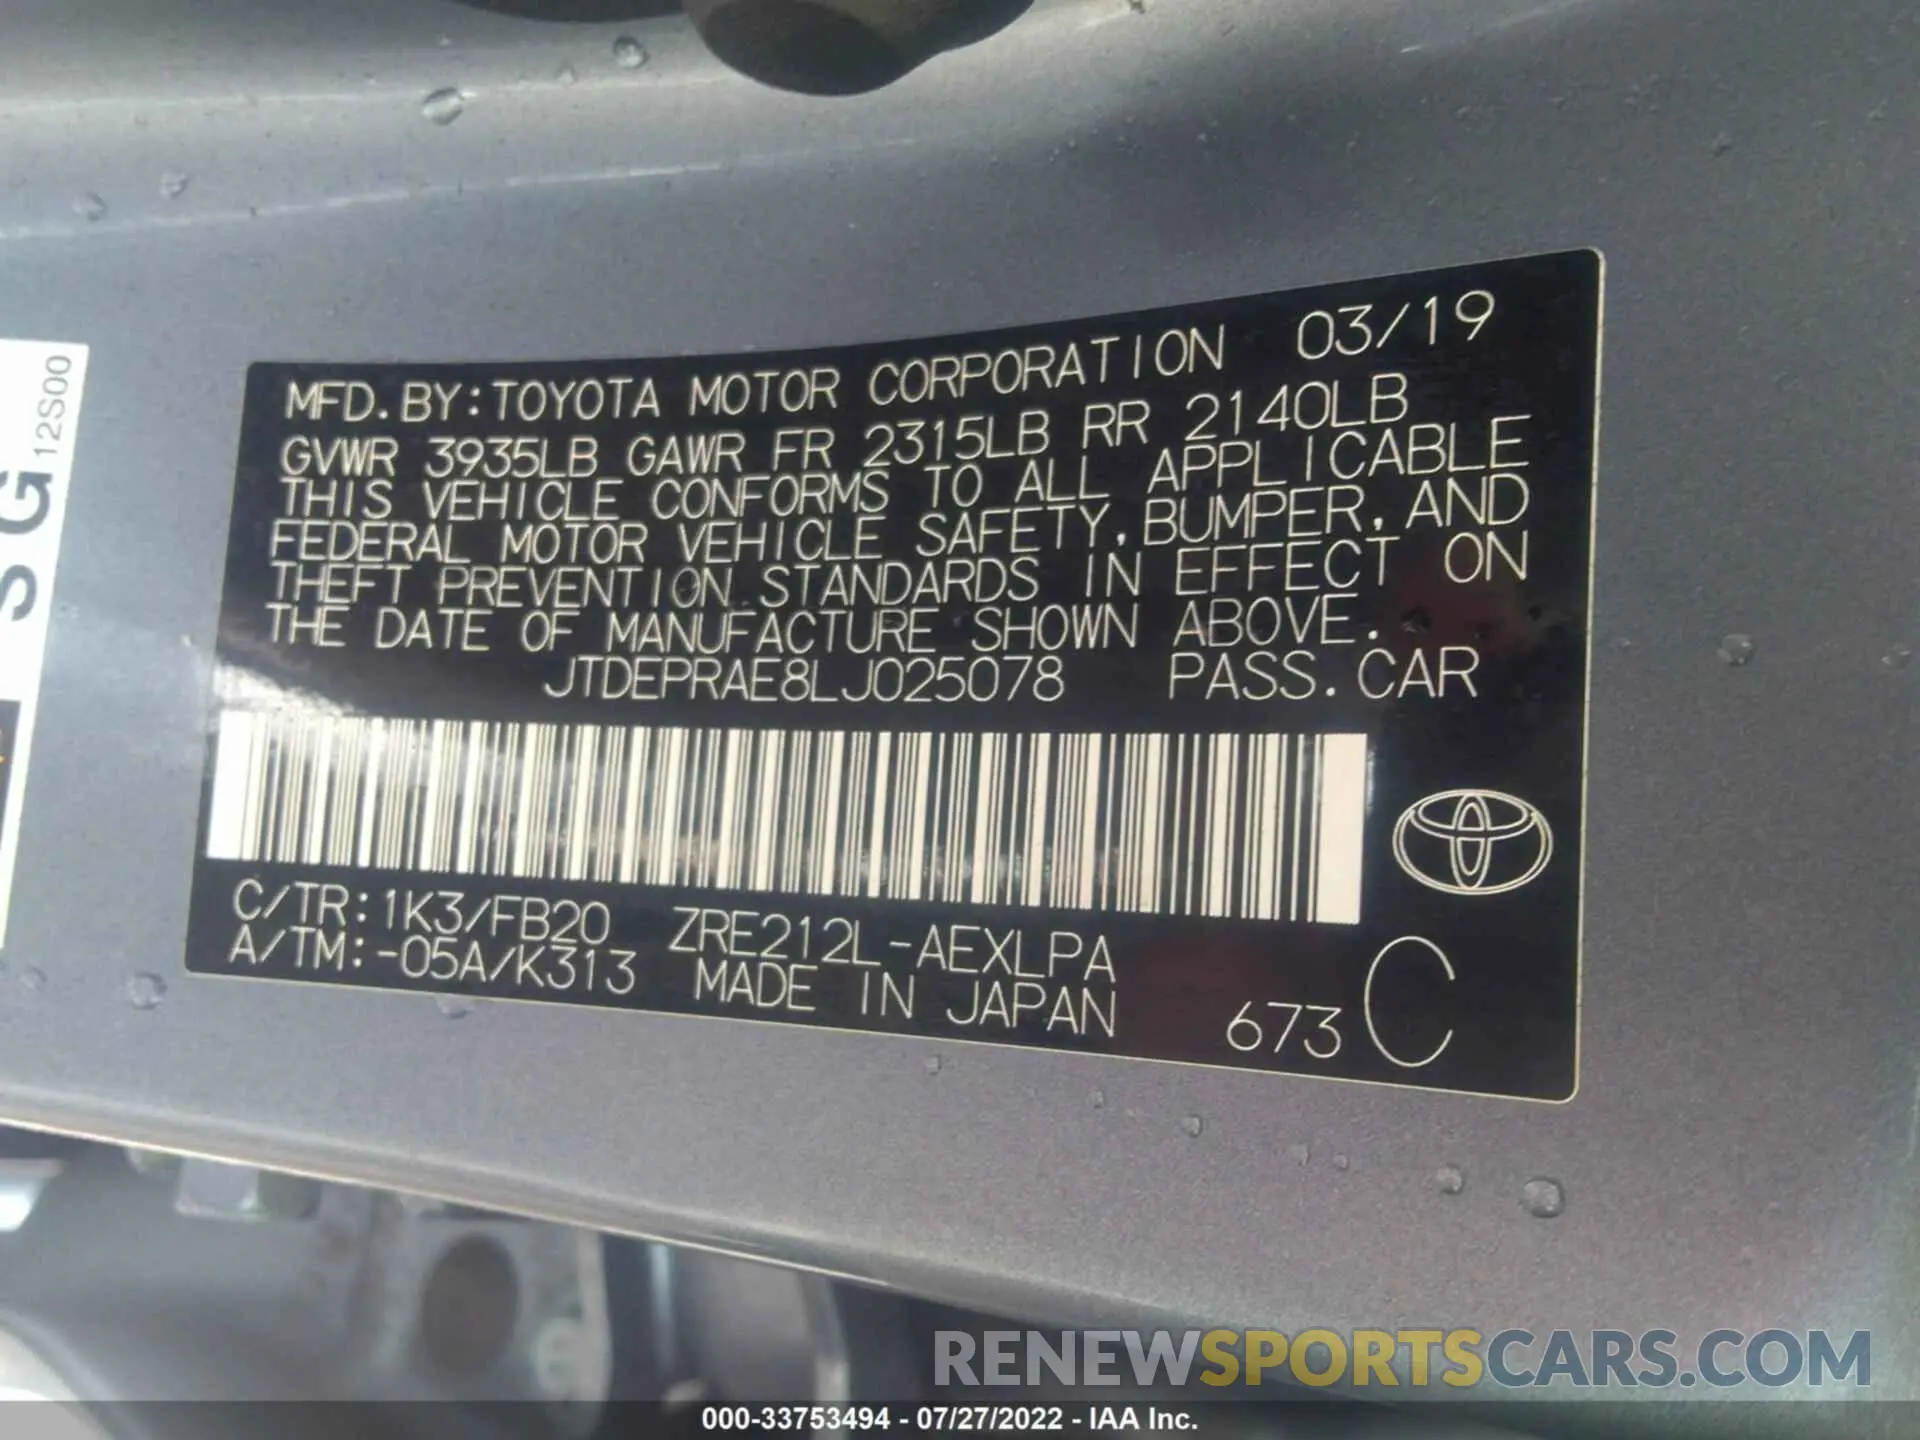 12S00
SG
MFD.BY:TOYOTA MOTOR CORPORATION 03/19
GVWR 3935LB GAWR FR 2315LB RR 2140LB
THIS VEHICLE CONFORMS TO ALL APPLICABLE
FEDERAL MOTOR VEHICLE SAFETY, BUMPER, AND
THEFT PREVENTION STANDARDS IN EFFECT ON
THE DATE OF MANUFACTURE SHOWN ABOVE.
JTDEPRAE8LJ025078 PASS.CAR
C/TR:1K3/FB20 ZRE212L-AEXLPA
A/TM:-05A/K313 MADE IN JAPAN
673 C
RENEWSPORTSCARS.COM
000-33753494 - 07/27/2022 - IAA Inc.